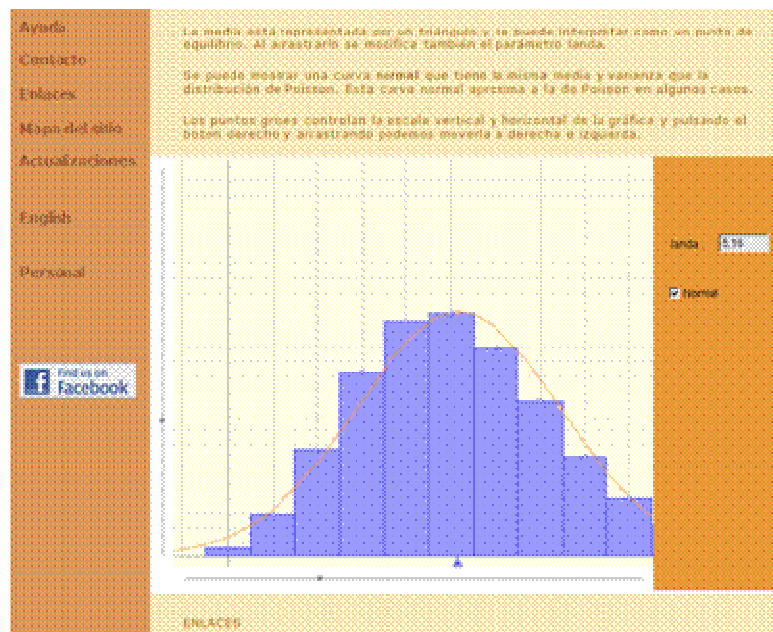 Ayuda
Contacto
Enlaces
Mapa del sitio
Actualizaciones
English
Personal
Find us on
Facebook
La media está representada por un triángulo y se puede interpretar como un punto de
equilibrio. Al arrastrarlo se modifica también el parámetro landa.
Se puede mostrar una curva normal que tiene la misma media y varianza que la
distribución de Poisson. Esta curva normal aproxima a la de Poisson en algunos casos.
Los puntos grises controlan la escala vertical y horizontal de la gráfica y pulsando el
botón derecho y arrastrando podemos moverla a derecha e izquierda.
landa 5.16
Normal
ENLACES